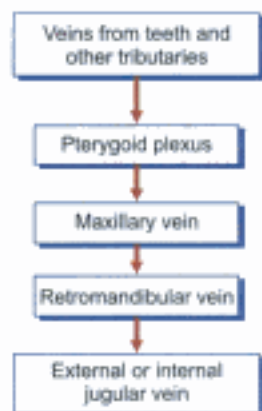 Veins from teeth and
other tributaries
Pterygoid plexus
Maxillary vein
Retromandibular vein
External or internal
jugular vein